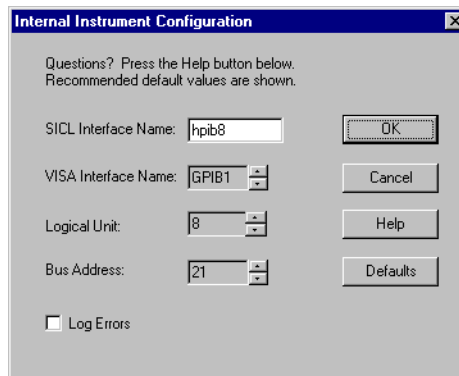 Internal Instrument Configuration
Questions? Press the Help button below.
Recommended default values are shown.
SICL Interface Name: hpib8 OK
VISA Interface Name: GPIB1 Cancel
Logical Unit: 8 Help
Bus Address: 21 Defaults
Log Errors